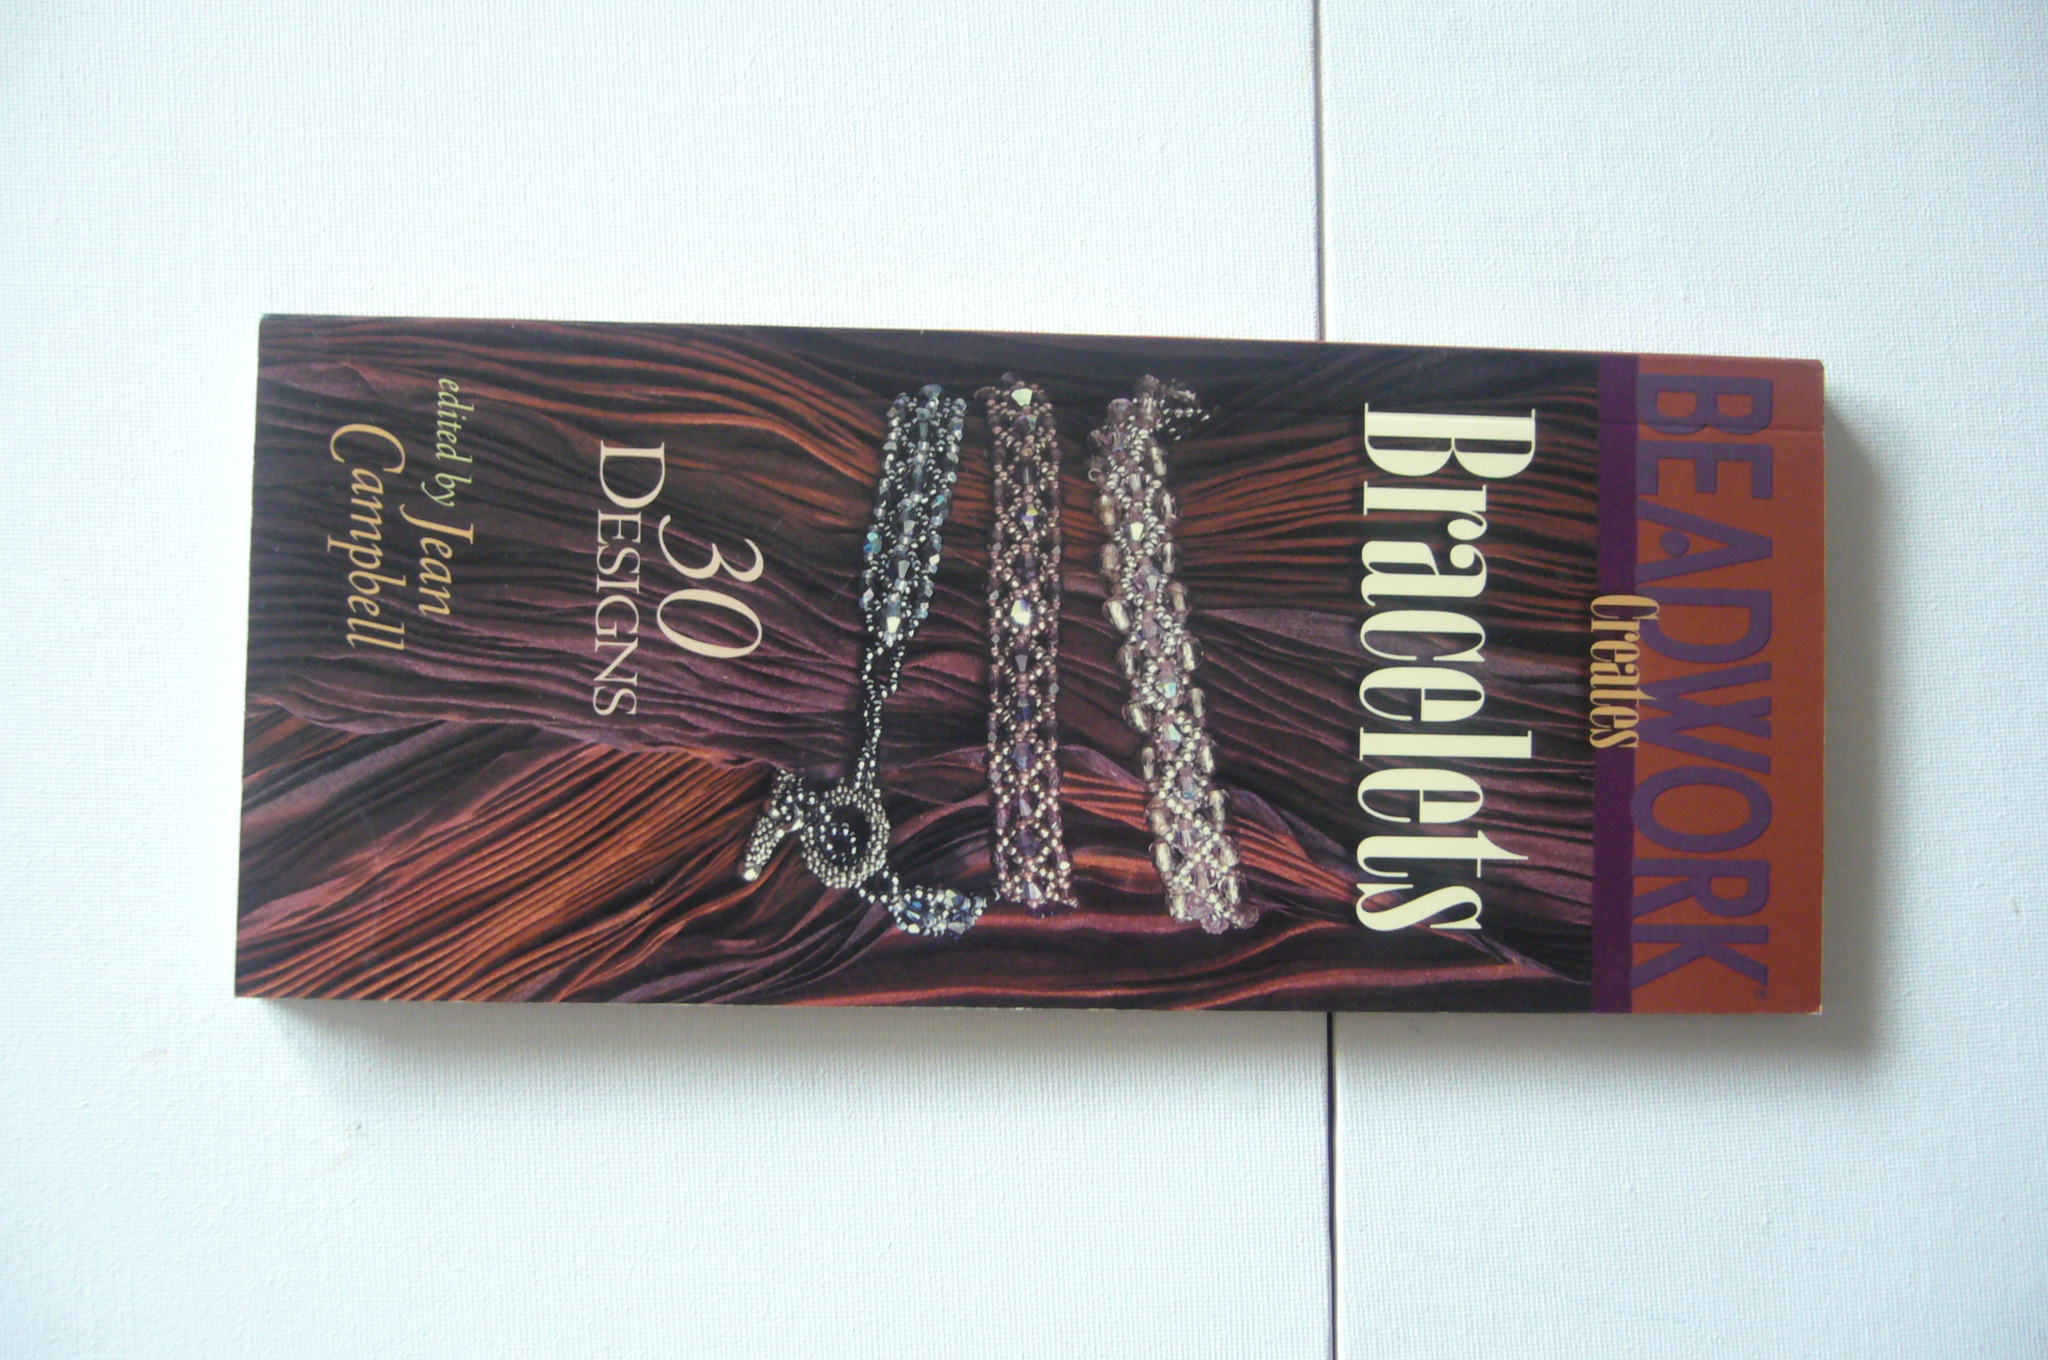 BEADWORK
Creates
Bracelets
30
DESIGNS
edited by Jean
Campbell